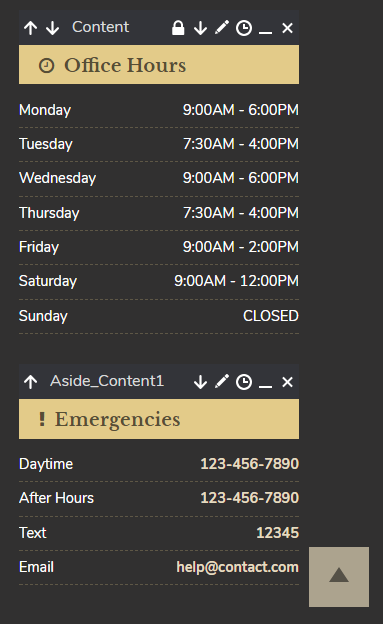 Content
Office Hours
Monday 9:00AM - 6:00PM
Tuesday 7:30AM - 4:00PM
Wednesday 9:00AM - 6:00PM
Thursday 7:30AM - 4:00PM
Friday 9:00AM - 2:00PM
Saturday 9:00AM - 12:00PM
Sunday CLOSED
Aside_Content1
Emergencies
Daytime 123-456-7890
After Hours 123-456-7890
Text 12345
Email help@contact.com